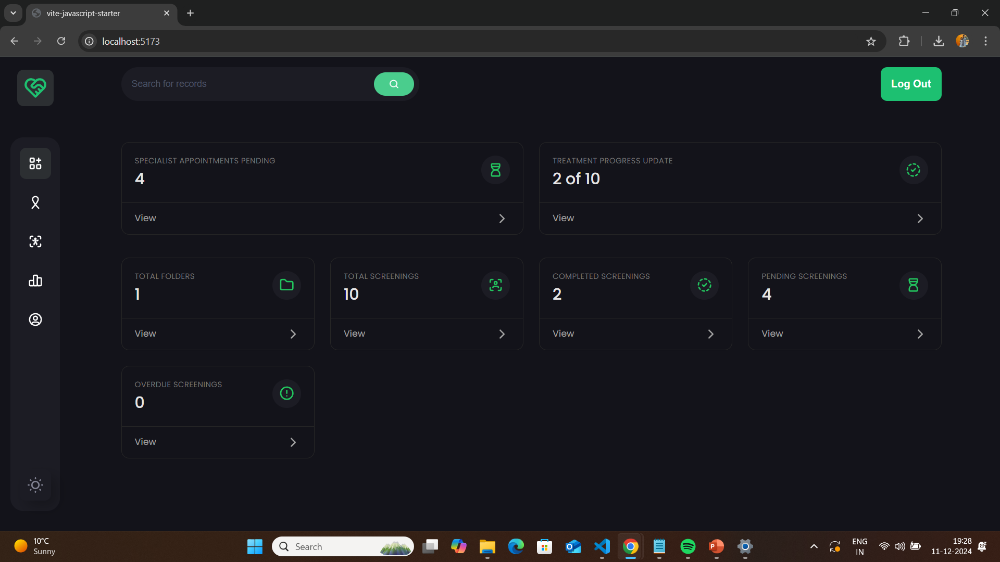 vite-javascript-starter
localhost:5173
Search for records
Log Out
SPECIALIST APPOINTMENTS PENDING
4
View
TREATMENT PROGRESS UPDATE
2 of 10
View
TOTAL FOLDERS
1
View
TOTAL SCREENINGS
10
View
COMPLETED SCREENINGS
2
View
PENDING SCREENINGS
4
View
OVERDUE SCREENINGS
0
View
10°C
Sunny
Search
ENG
IN
19:28
11-12-2024